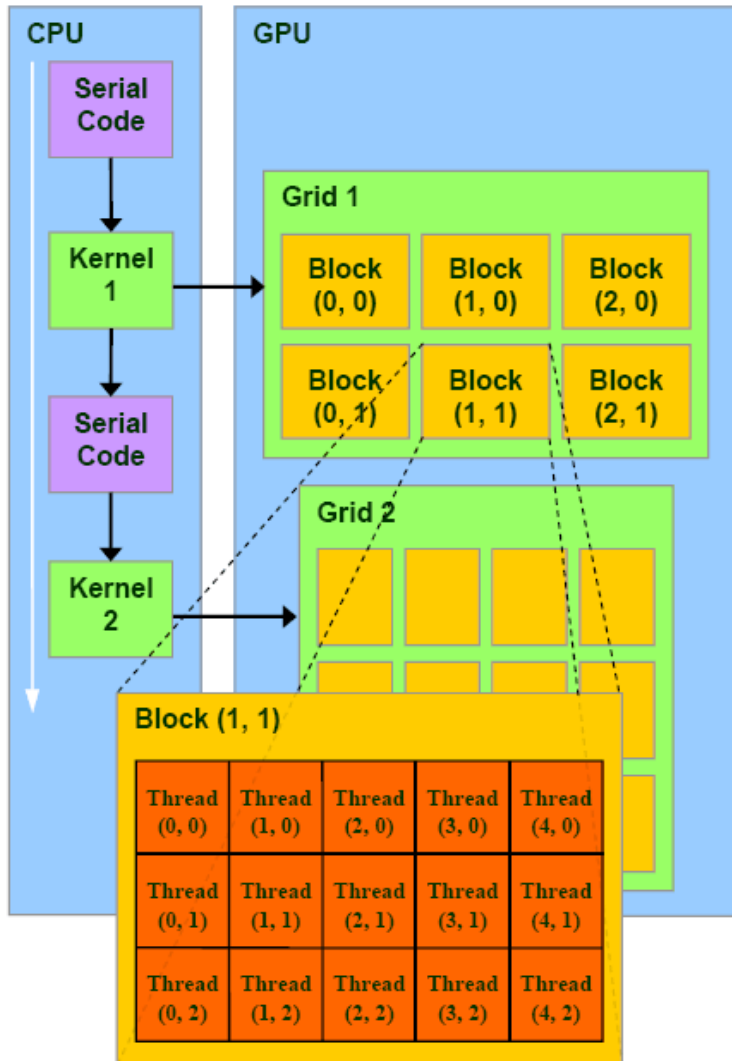 CPU
Serial
Code
Kernel
1
Serial
Code
Kernel
2
GPU
Grid 1
Block
(0, 0)
Block
(1, 0)
Block
(2, 0)
Block
(0, 1)
Block
(1, 1)
Block
(2, 1)
Grid 2
Block (1, 1)
Thread
(0, 0)
Thread
(1, 0)
Thread
(2, 0)
Thread
(3, 0)
Thread
(4, 0)
Thread
(0, 1)
Thread
(1, 1)
Thread
(2, 1)
Thread
(3, 1)
Thread
(4, 1)
Thread
(0, 2)
Thread
(1, 2)
Thread
(2, 2)
Thread
(3, 2)
Thread
(4, 2)